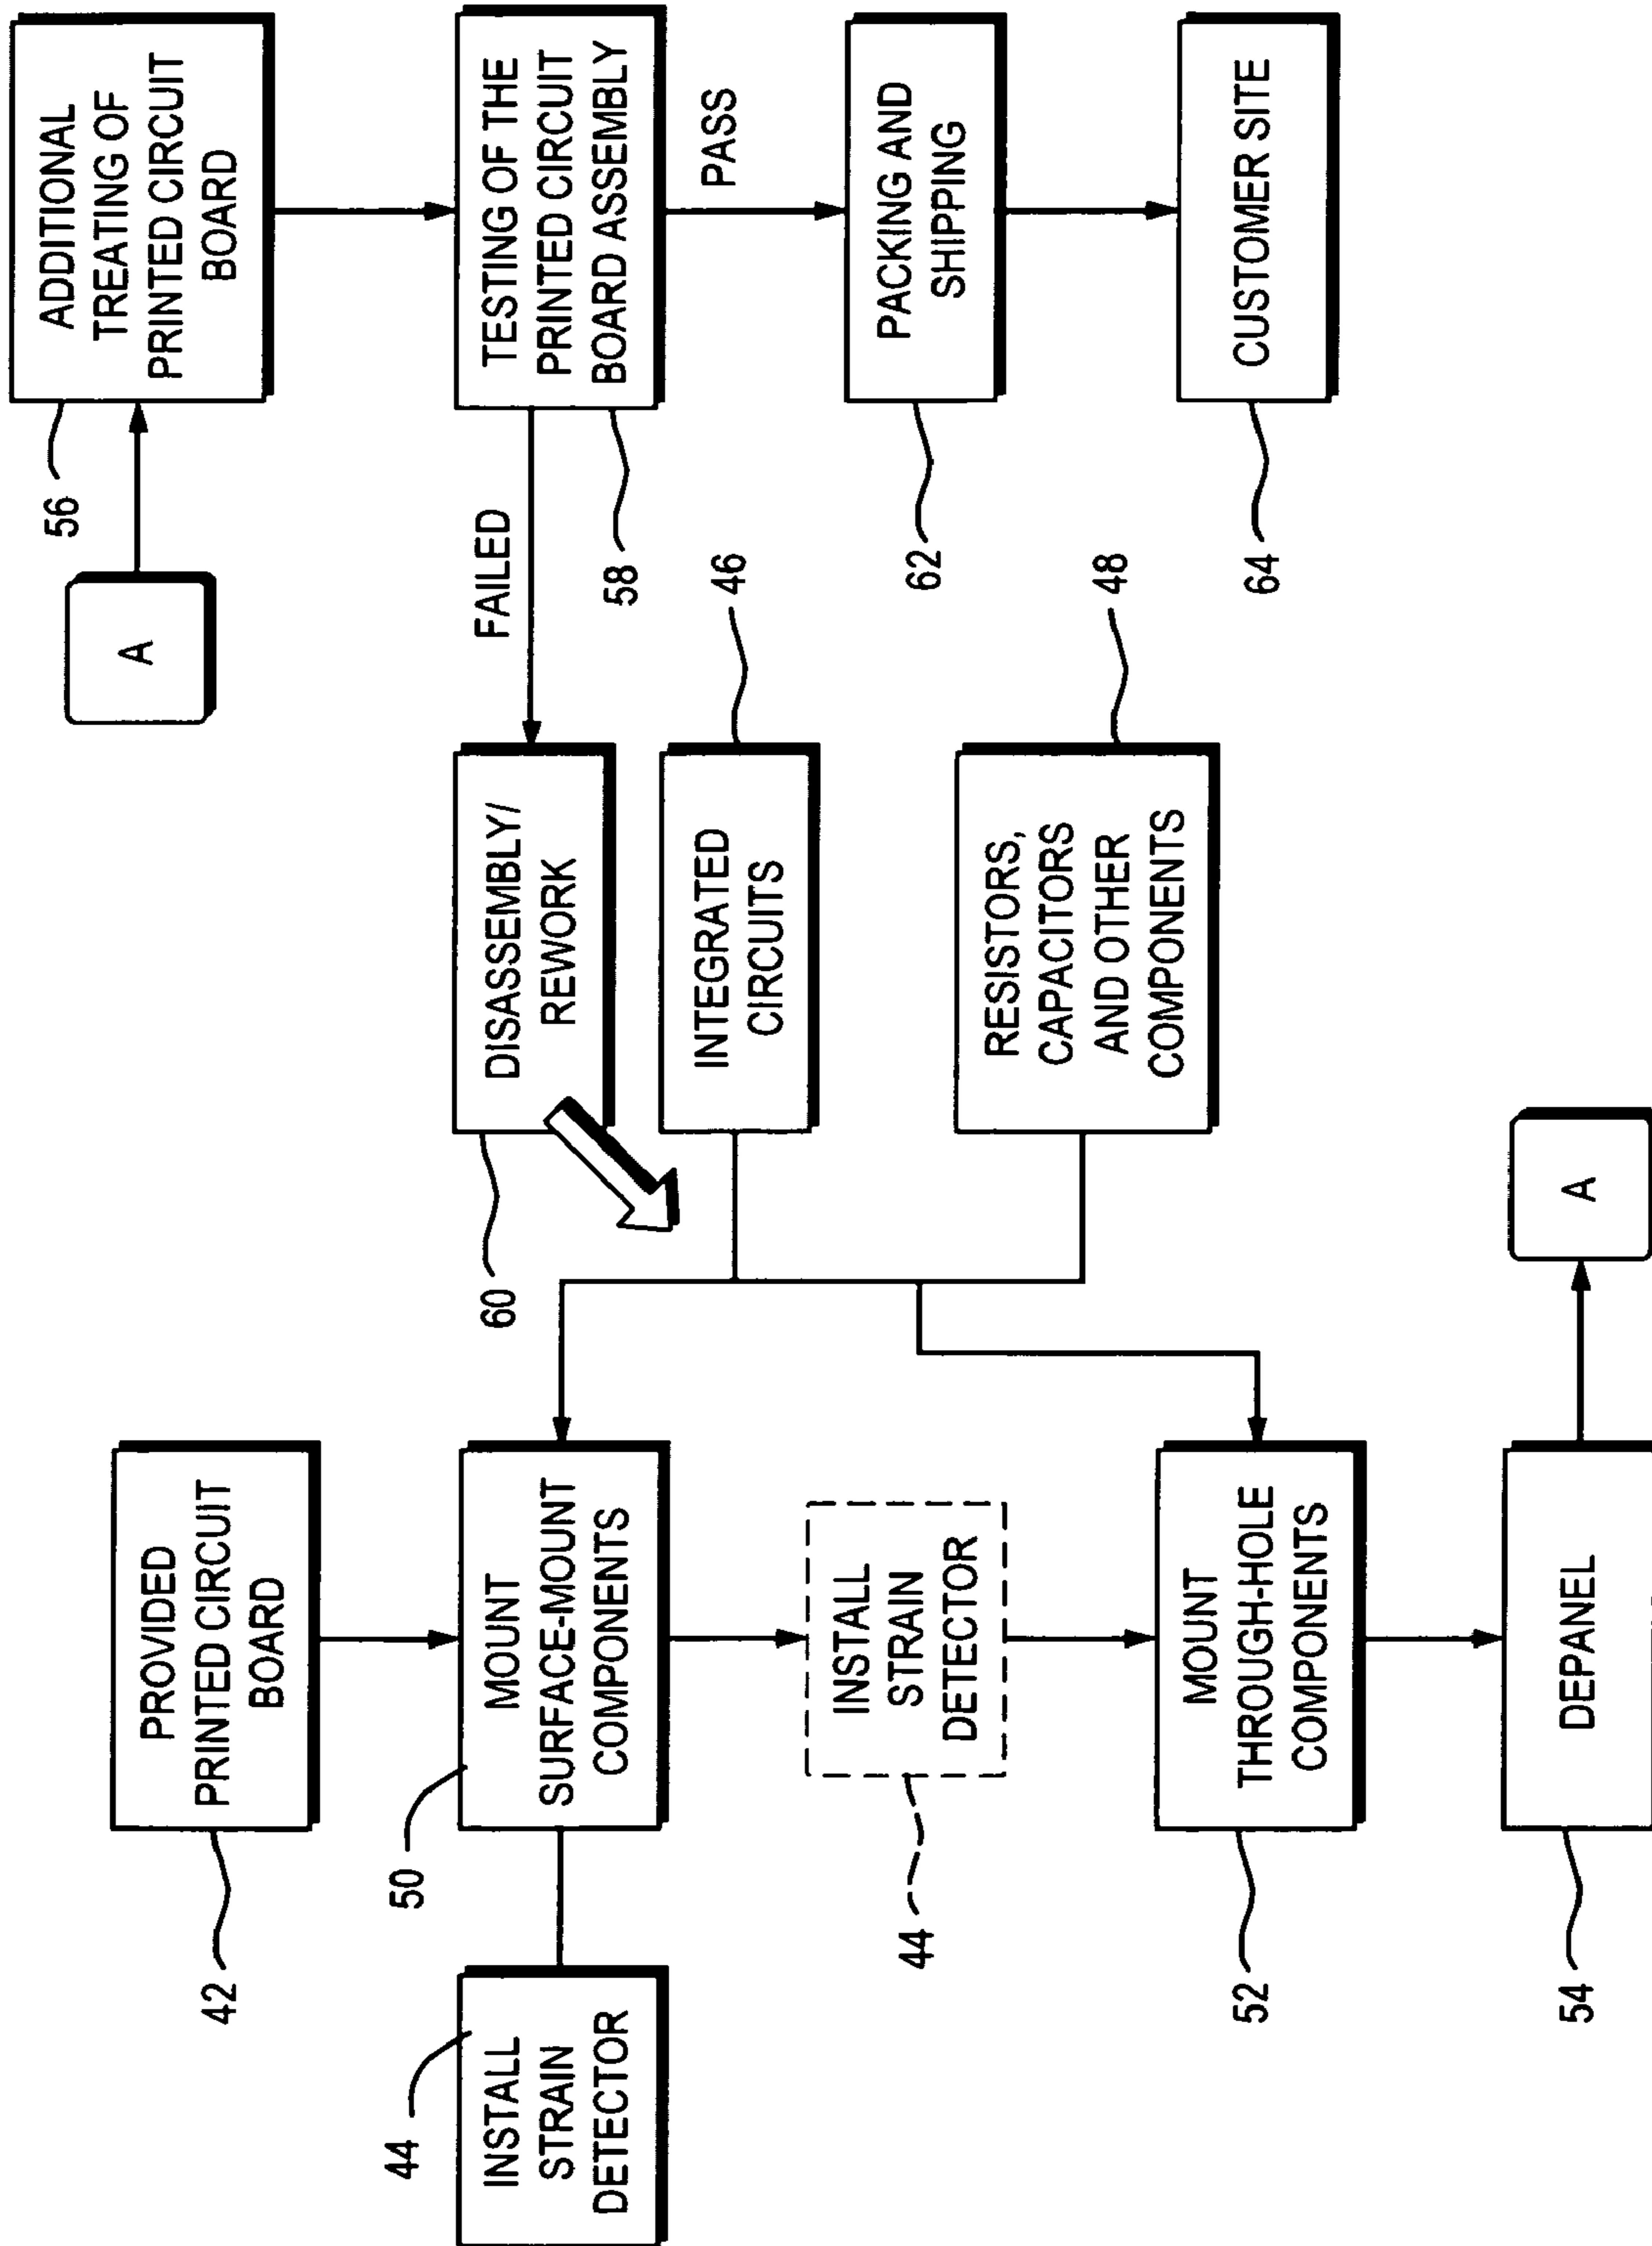 PROVIDED
PRINTED CIRCUIT
BOARD
42
44
INSTALL
STRAIN
DETECTOR
50
MOUNT
SURFACE-MOUNT
COMPONENTS
INSTALL
STRAIN
DETECTOR
44
MOUNT
THROUGH-HOLE
COMPONENTS
52
DEPANEL
54
A
60
DISASSEMBLY/
REWORK
INTEGRATED
CIRCUITS
46
RESISTORS,
CAPACITORS
AND OTHER
COMPONENTS
48
A
56
ADDITIONAL
TREATING OF
PRINTED CIRCUIT
BOARD
FAILED
TESTING OF THE
PRINTED CIRCUIT
BOARD ASSEMBLY
58
PASS
PACKING AND
SHIPPING
62
CUSTOMER SITE
64